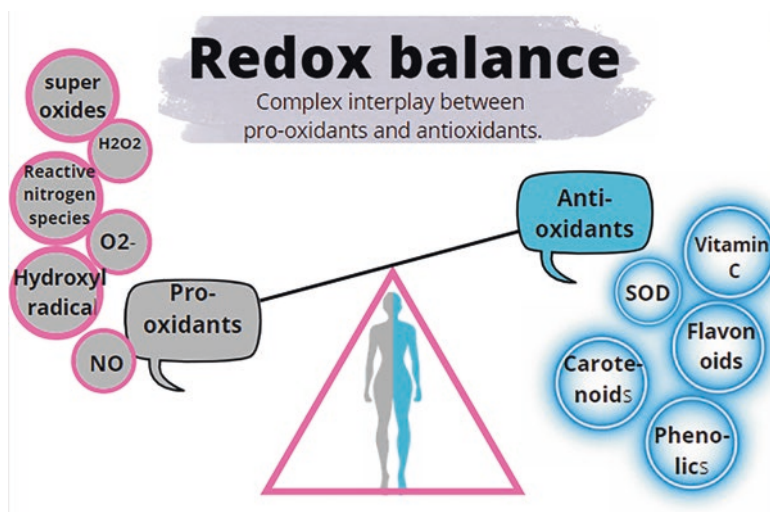 Redox balance
Complex interplay between
pro-oxidants and antioxidants.
super
oxides
H2O2
Reactive
nitrogen
species
O2-
Hydroxyl
radical
NO
Pro-
oxidants
Anti-
oxidants
Vitamin
C
SOD
Flavon
oids
Carote-
noids
Pheno-
lics